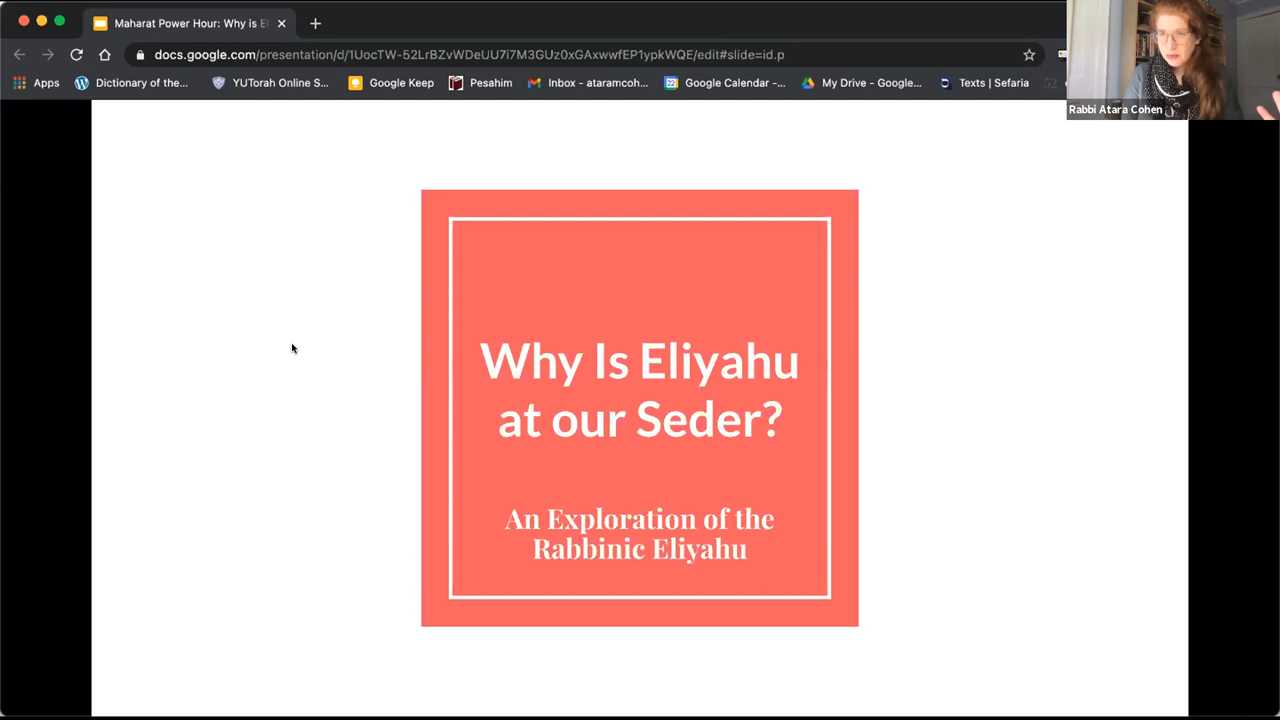 Maharat Power Hour: Why is El
docs.google.com/presentation/d/1UocTW-52LrBZvWDeIJU7i7M3GUz0xGAxwwfEP1ypkWQE/edit#slide=id.p
Apps
Dictionary of the...
YUTorah Online S...
Google Keep
Pesahim
Inbox - ataramcoh...
Google Calendar -...
My Drive - Google...
Texts | Sefaria
Rabbi Atara Cohen
Why Is Eliyahu
at our Seder?
An Exploration of the
Rabbinic Eliyahu